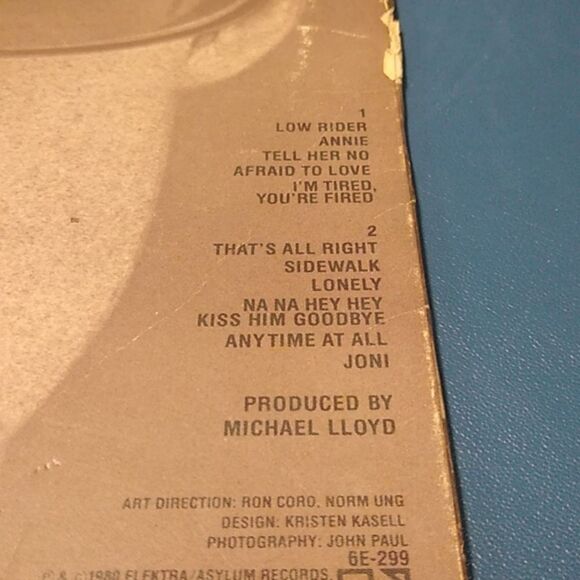 1
LOW RIDER
ANNIE
TELL HER NO
AFRAID TO LOVE
I'M TIRED,
YOU'RE FIRED
2
THAT'S ALL RIGHT
SIDEWALK
LONELY
NA NA HEY HEY
KISS HIM GOODBYE
ANYTIME AT ALL
JONI
PRODUCED BY
MICHAEL LLOYD
ART DIRECTION: RON CORO, NORM UNG
DESIGN: KRISTEN KASELL
PHOTOGRAPHY: JOHN PAUL
6E-299
℗ & ©1980 ELEKTRA/ASYLUM RECORDS.